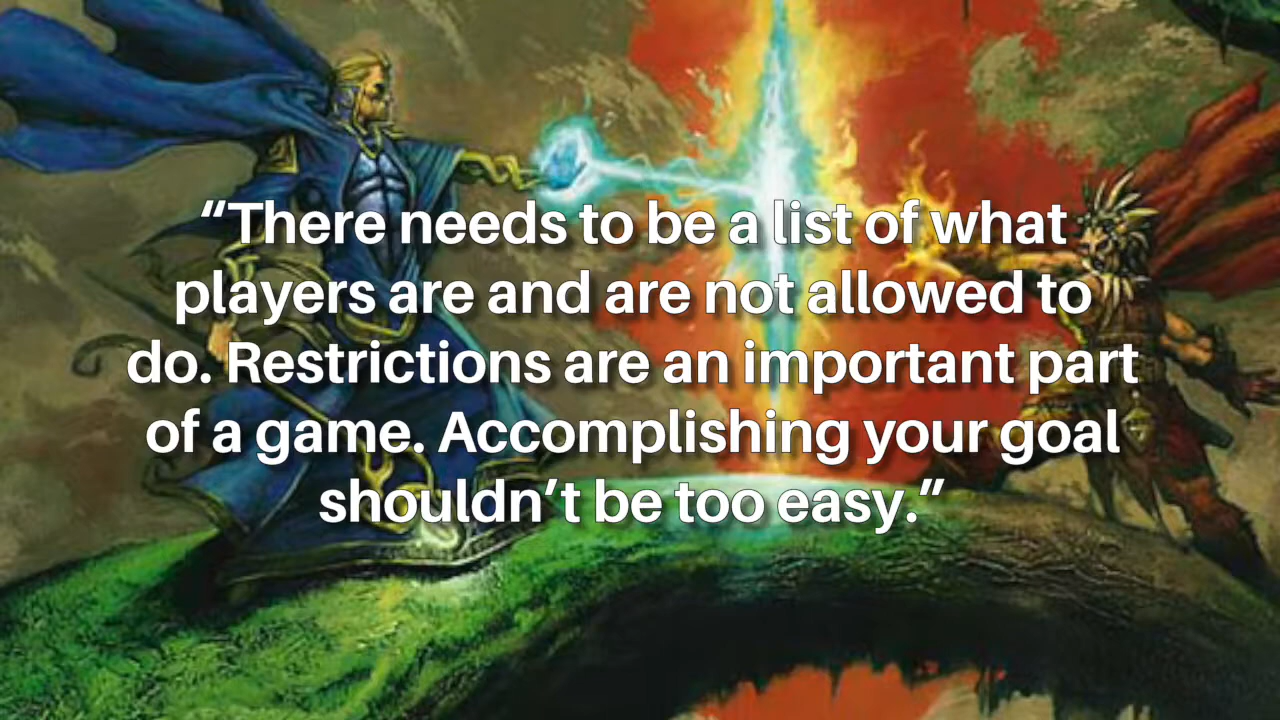 “There needs to be a list of what
players are and are not allowed to
do. Restrictions are an important part
of a game. Accomplishing your goal
shouldn’t be too easy.”